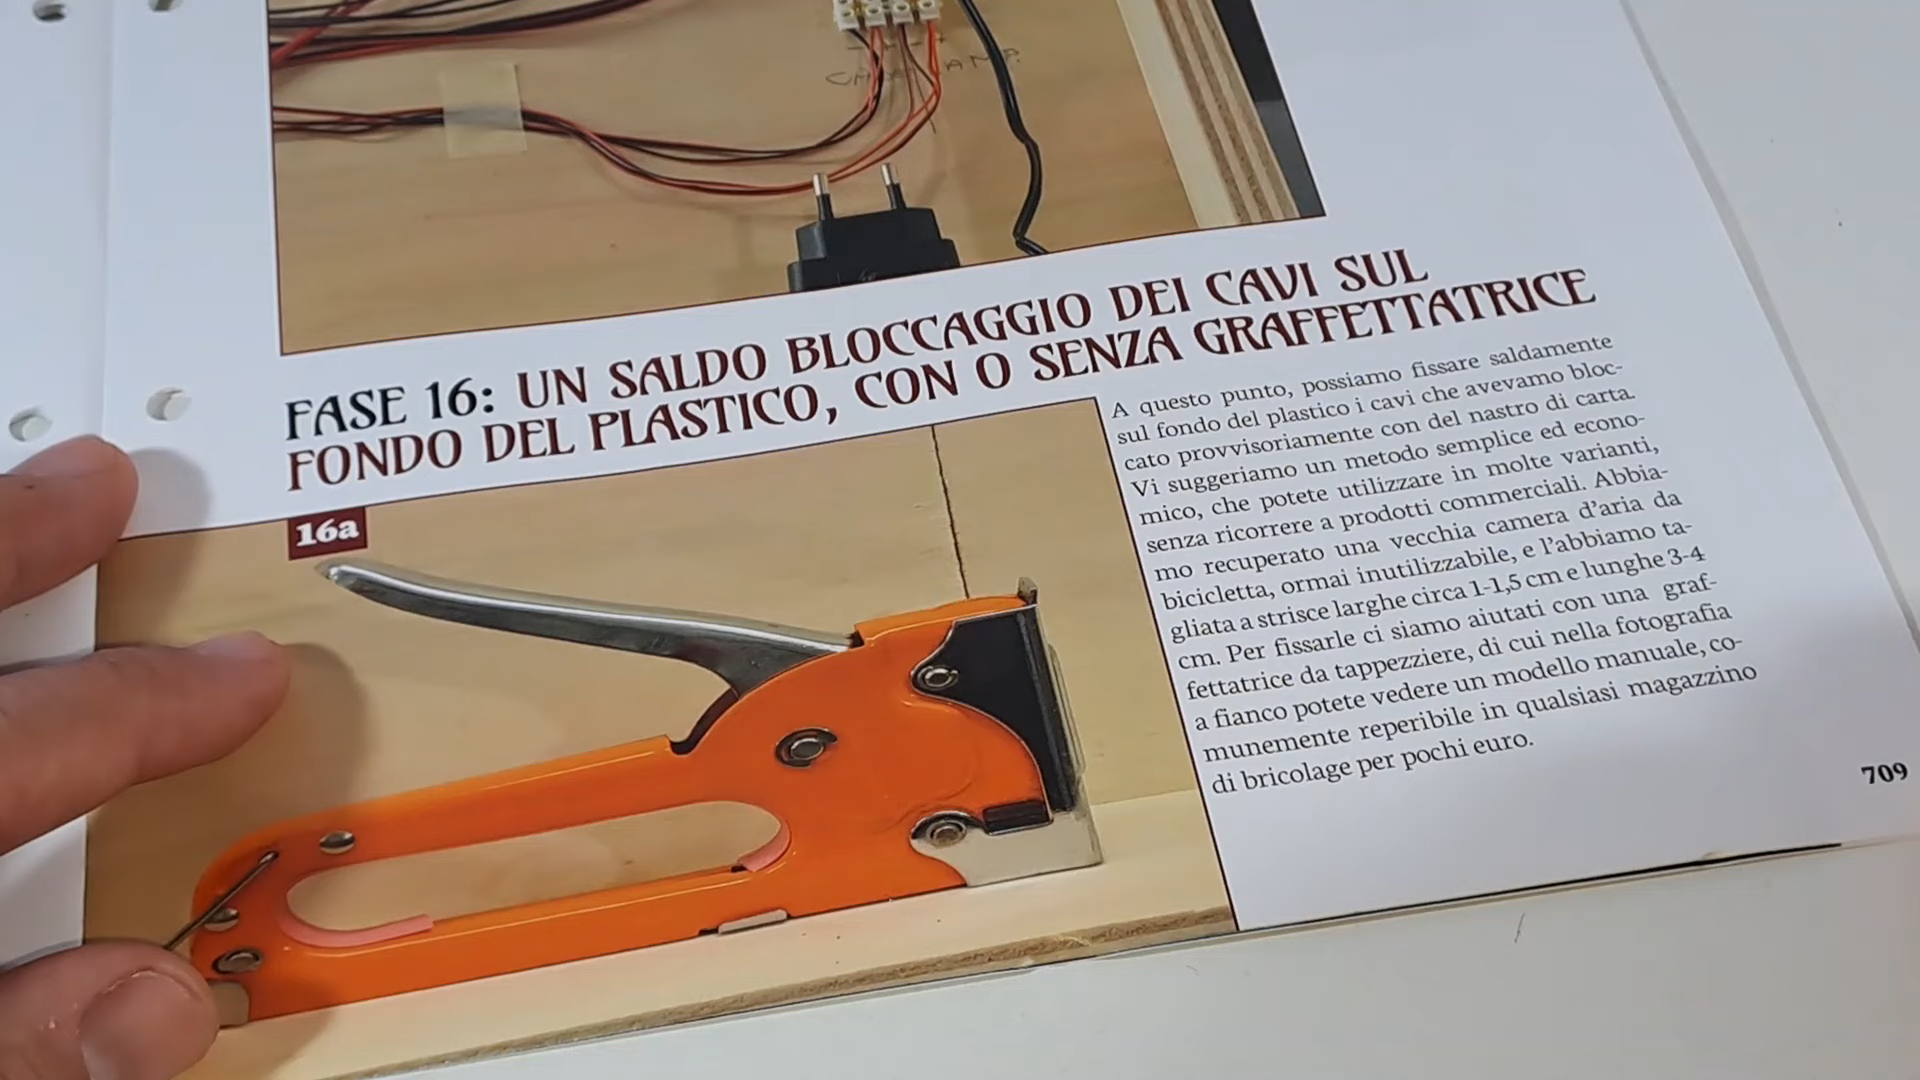 FASE 16: UN SALDO BLOCCAGGIO DEI CAVI SUL
FONDO DEL PLASTICO, CON O SENZA GRAFFETTATRICE
16a
A questo punto, possiamo fissare saldamente
sul fondo del plastico i cavi che avevamo bloc-
cato provvisoriamente con del nastro di carta.
Vi suggeriamo un metodo semplice ed econo-
mico, che potete utilizzare in molte varianti,
senza ricorrere a prodotti commerciali. Abbia-
mo recuperato una vecchia camera d'aria da
bicicletta, ormai inutilizzabile, e l'abbiamo ta-
gliata a strisce larghe circa 1-1,5 cm e lunghe 3-4
cm. Per fissarle ci siamo aiutati con una graf-
fettatrice da tappezziere, di cui nella fotografia
a fianco potete vedere un modello manuale, co-
munemente reperibile in qualsiasi magazzino
di bricolage per pochi euro.
709